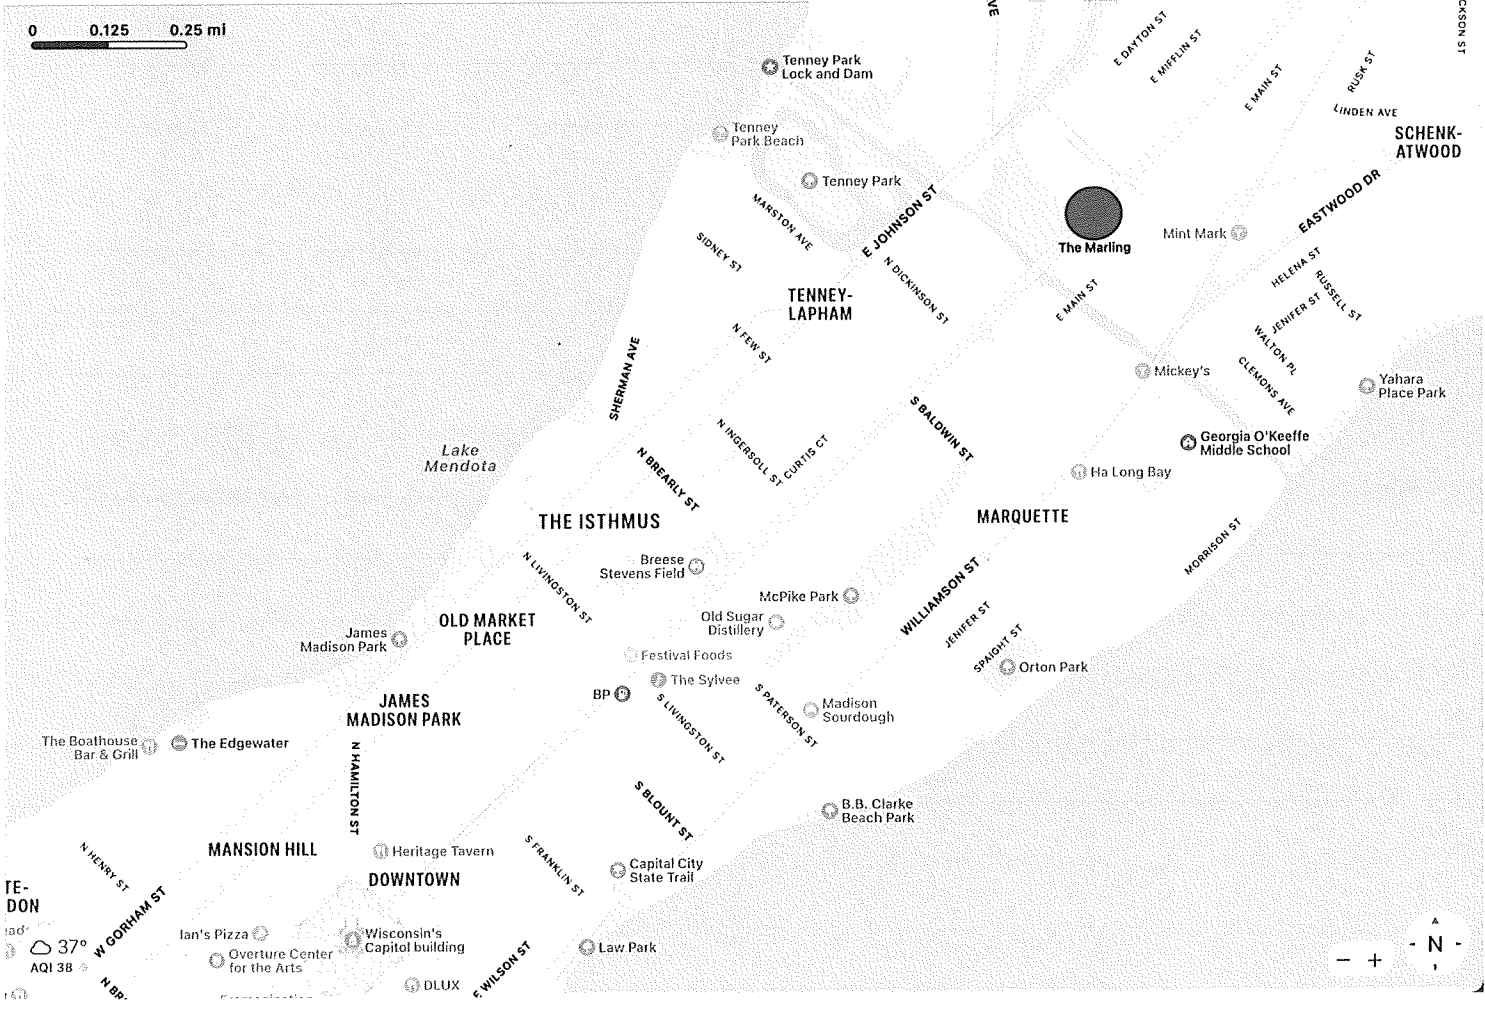 0 0.125 0.25 mi
VE
E DAYTON ST
E MIFFLIN ST
E MAIN ST
RUSK ST
CKSON ST
LINDEN AVE
SCHENK-
ATWOOD
Tenney Park
Lock and Dam
Tenney
Park Beach
Tenney Park
MARSTON AVE
SIDNEY ST
E JOHNSON ST
N DICKINSON ST
The Marling
Mint Mark
EASTWOOD DR
HELENA ST
RUSSELL ST
JENIFER ST
WALTON PL
CLEMONS AVE
E MAIN ST
TENNEY-
LAPHAM
N FEW ST
SHERMAN AVE
Mickey's
Yahara
Place Park
Georgia O'Keeffe
Middle School
Ha Long Bay
S BALDWIN ST
N INGERSOLL ST
CURTIS CT
N BREARLY ST
Lake
Mendota
THE ISTHMUS
MARQUETTE
MORRISON ST
Breese
Stevens Field
N LIVINGSTON ST
McPike Park
Old Sugar
Distillery
WILLIAMSON ST
JENIFER ST
SPAIGHT ST
Orton Park
OLD MARKET
PLACE
James
Madison Park
Festival Foods
The Sylvee
BP
S LIVINGSTON ST
S PATERSON ST
Madison
Sourdough
JAMES
MADISON PARK
The Boathouse
Bar & Grill
The Edgewater
N HAMILTON ST
S BLOUNT ST
B.B. Clarke
Beach Park
MANSION HILL
Heritage Tavern
DOWNTOWN
S FRANKLIN ST
Capital City
State Trail
N HENRY ST
W GORHAM ST
TE-
DON
ead
37°
AQI 38
Ian's Pizza
Overture Center
for the Arts
Wisconsin's
Capitol building
DLUX
E WILSON ST
Law Park
N BR
N
− +